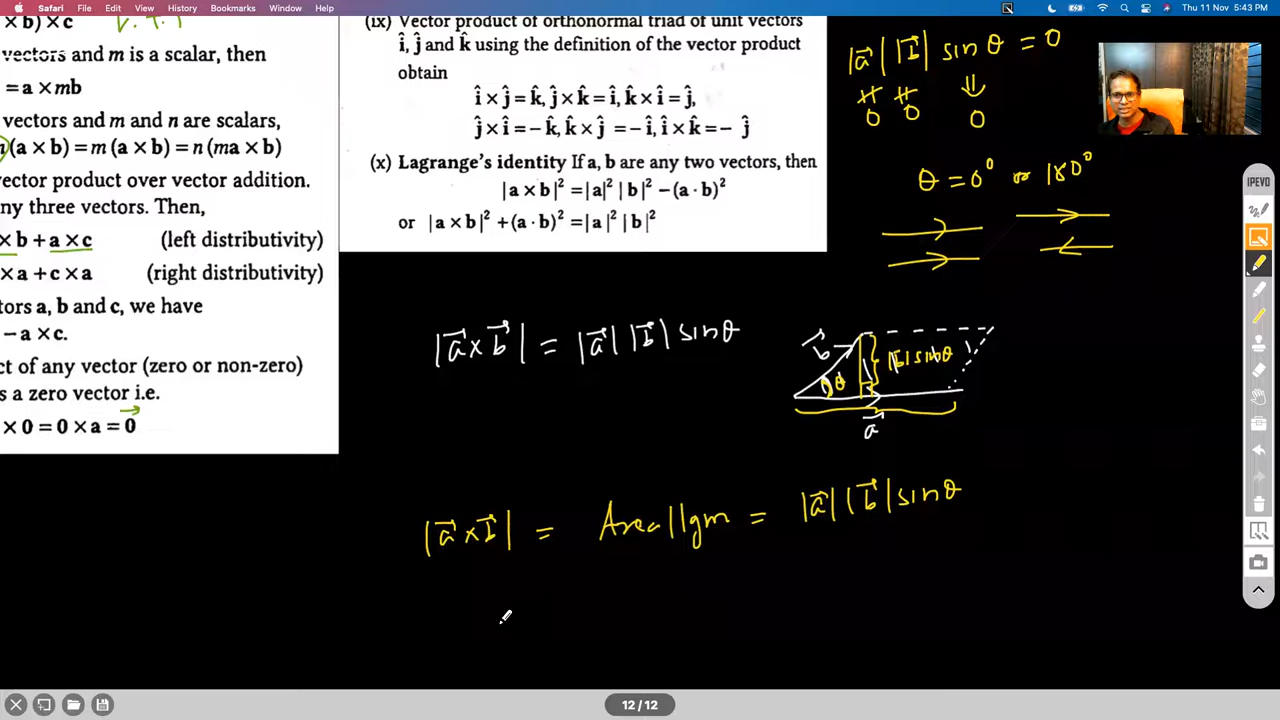 Safari File Edit View History Bookmarks Window Help
Thu 11 Nov 5:43 PM
× b) × c
vectors and m is a scalar, then
= a × mb
vectors and m and n are scalars,
(a × b) = m (a × b) = n(ma × b)
vector product over vector addition.
ny three vectors. Then,
× b + a × c (left distributivity)
× a + c × a (right distributivity)
tors a, b and c, we have
– a × c.
ct of any vector (zero or non-zero)
s a zero vector i.e.
× 0 = 0 × a = 0
(ix) Vector product of orthonormal triad of unit vectors
î, ĵ and k̂ using the definition of the vector product
obtain
î × ĵ = k̂, ĵ × k̂ = î, k̂ × î = ĵ,
ĵ × î = – k̂, k̂ × ĵ = – î, î × k̂ = – ĵ
(x) Lagrange's identity If a, b are any two vectors, then
| a × b |² = | a |² | b |² – (a · b)²
or | a × b |² + (a · b)² = | a |² | b |²
|a⃗| |b⃗| sin θ = 0
0 0 0
θ = 0° or 180°
|a⃗ × b⃗| = |a⃗| |b⃗| sin θ
b⃗
θ
|b⃗| sin θ
a⃗
|a⃗ × b⃗| = Area ||gm = |a⃗| |b⃗| sin θ
IPEVO
12 / 12